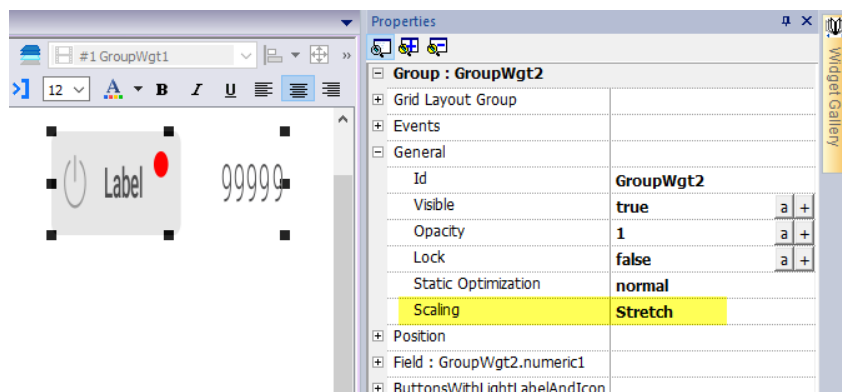 Properties
#1 GroupWgt1
»
12
A
B
I
U
Group : GroupWgt2
Grid Layout Group
Events
General
Id GroupWgt2
Visible true a +
Opacity 1 a +
Lock false a +
Static Optimization normal
Scaling Stretch
Position
Field : GroupWgt2.numeric1
ButtonsWithLightLabelAndIcon
Label
99999
Widget Gallery